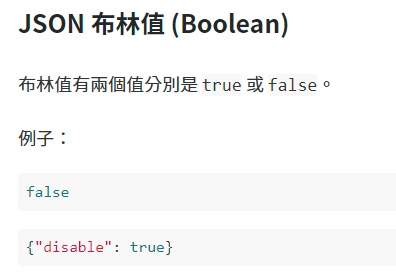 JSON 布林值 (Boolean)
布林值有兩個值分別是 true 或 false。
例子：
false
{"disable": true}